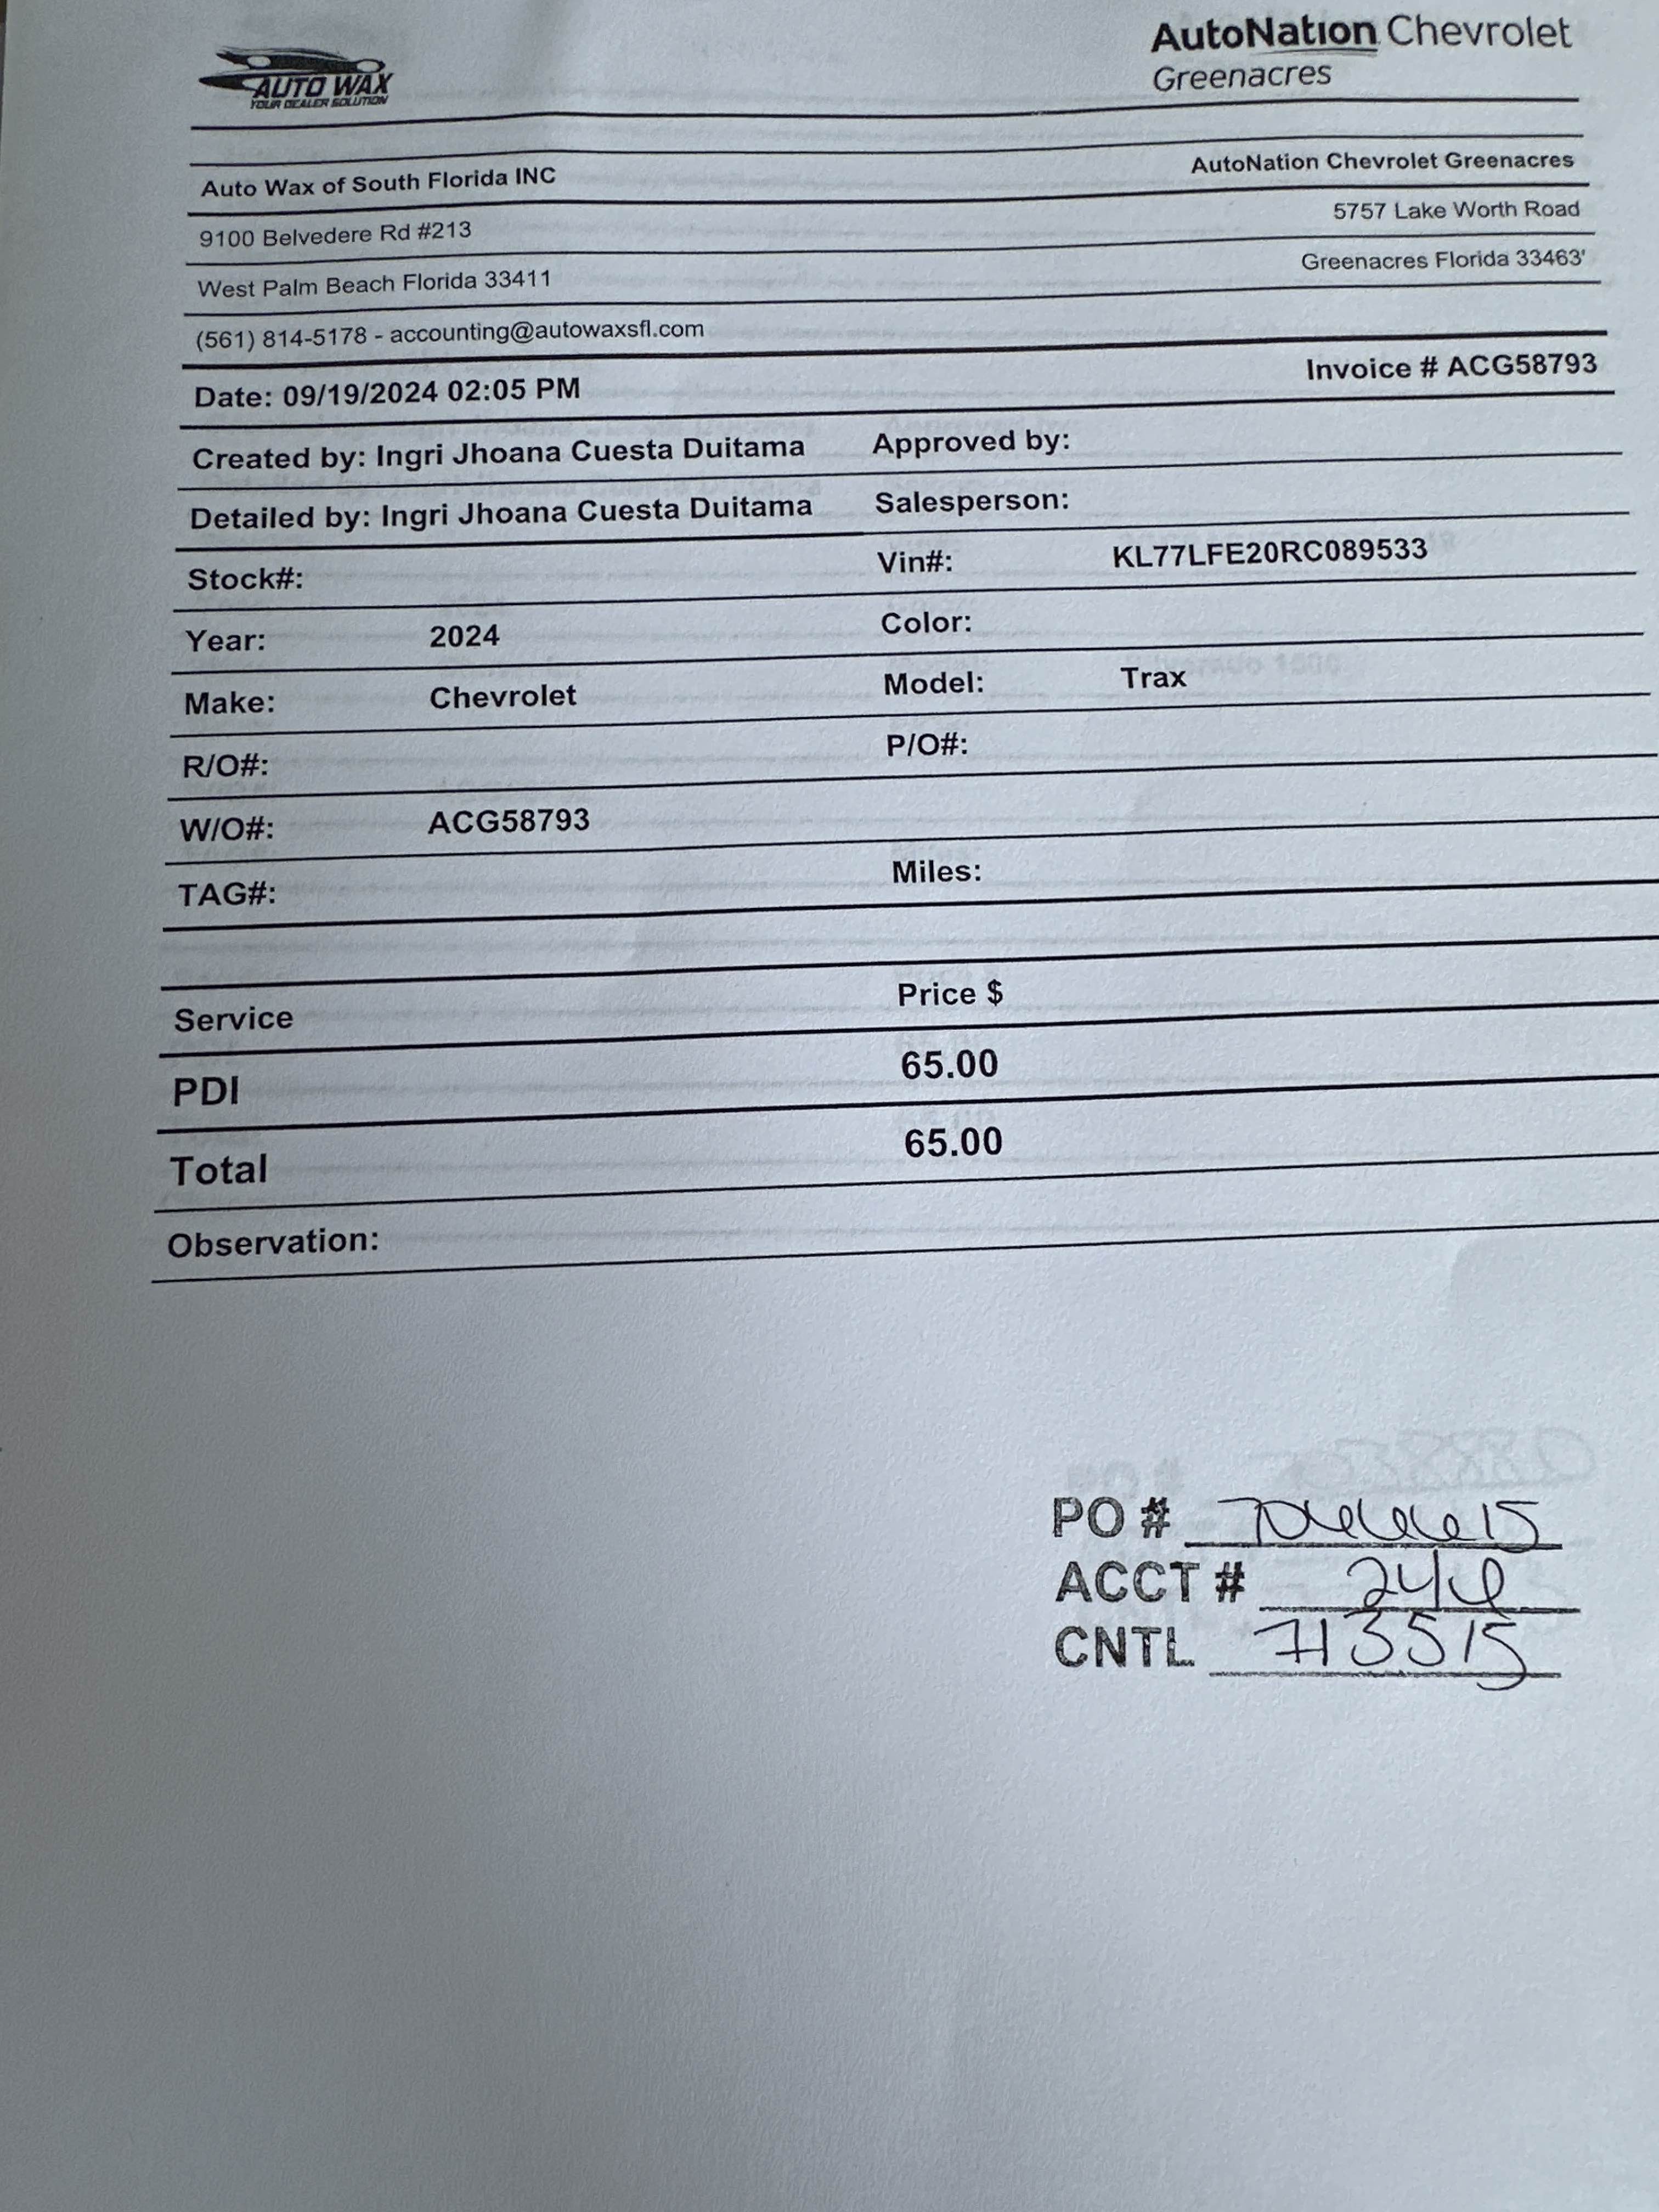 AUTO WAX
YOUR DEALER SOLUTION
AutoNation Chevrolet
Greenacres
Auto Wax of South Florida INC AutoNation Chevrolet Greenacres
9100 Belvedere Rd #213 5757 Lake Worth Road
West Palm Beach Florida 33411 Greenacres Florida 33463'
(561) 814-5178 - accounting@autowaxsfl.com
Date: 09/19/2024 02:05 PM Invoice # ACG58793
Created by: Ingri Jhoana Cuesta Duitama Approved by:
Detailed by: Ingri Jhoana Cuesta Duitama Salesperson:
Stock#: Vin#: KL77LFE20RC089533
Year: 2024 Color:
Make: Chevrolet Model: Trax
R/O#: P/O#:
W/O#: ACG58793
TAG#: Miles:
Service Price $
PDI 65.00
Total 65.00
Observation:
PO #
ACCT #
CNTL 713515